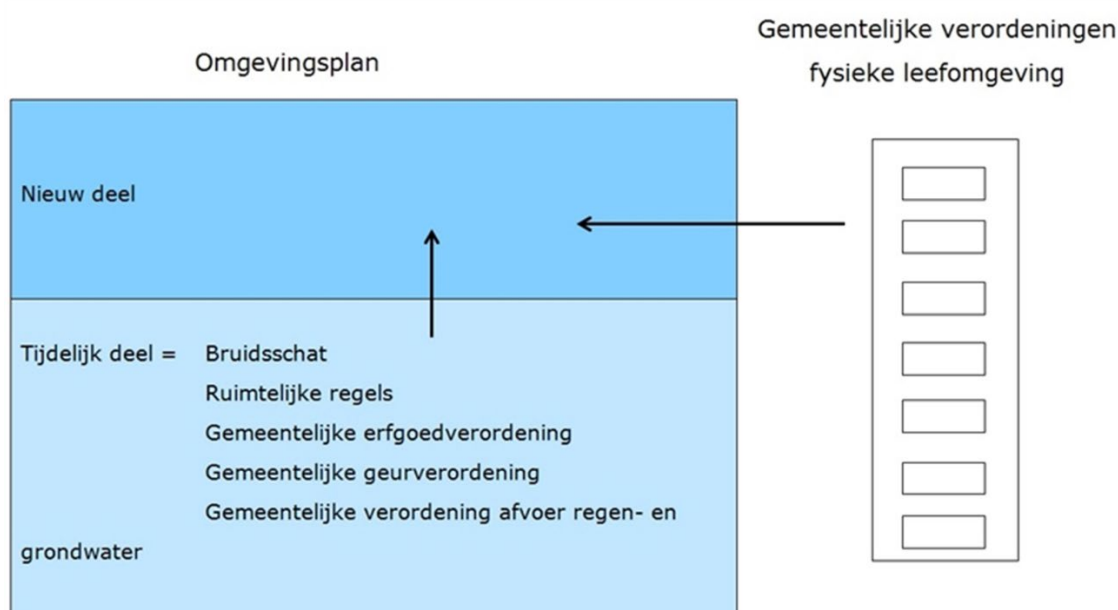 Omgevingsplan
Gemeentelijke verordeningen
fysieke leefomgeving
Nieuw deel
Tijdelijk deel = Bruidsschat
Ruimtelijke regels
Gemeentelijke erfgoedverordening
Gemeentelijke geurverordening
Gemeentelijke verordening afvoer regen- en
grondwater